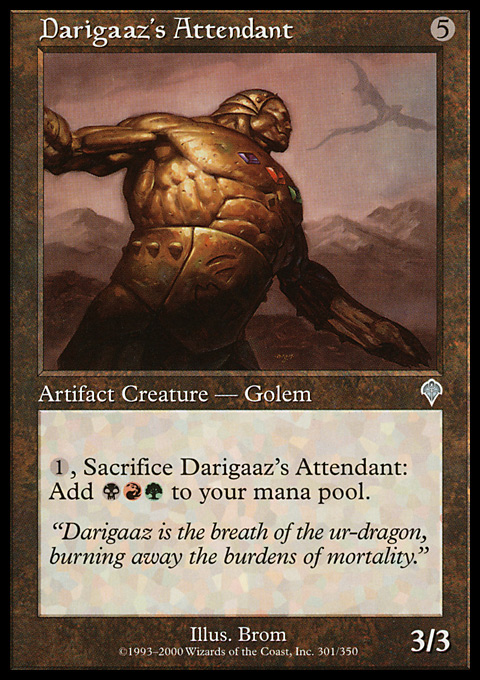 Darigaaz's Attendant 5
Artifact Creature — Golem
1, Sacrifice Darigaaz's Attendant:
Add to your mana pool.
"Darigaaz is the breath of the ur-dragon,
burning away the burdens of mortality."
Illus. Brom
©1993–2000 Wizards of the Coast, Inc. 301/350
3/3